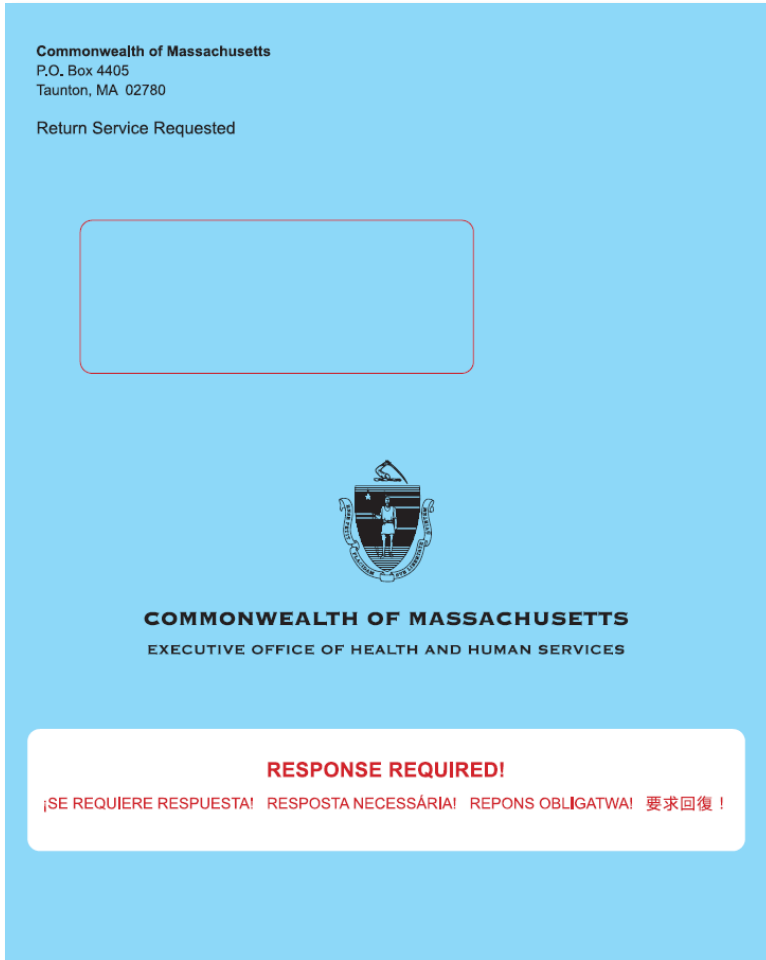 Commonwealth of Massachusetts
P.O. Box 4405
Taunton, MA 02780
Return Service Requested
COMMONWEALTH OF MASSACHUSETTS
EXECUTIVE OFFICE OF HEALTH AND HUMAN SERVICES
RESPONSE REQUIRED!
¡SE REQUIERE RESPUESTA! RESPOSTA NECESSÁRIA! REPONS OBLIGATWA! 要求回復！